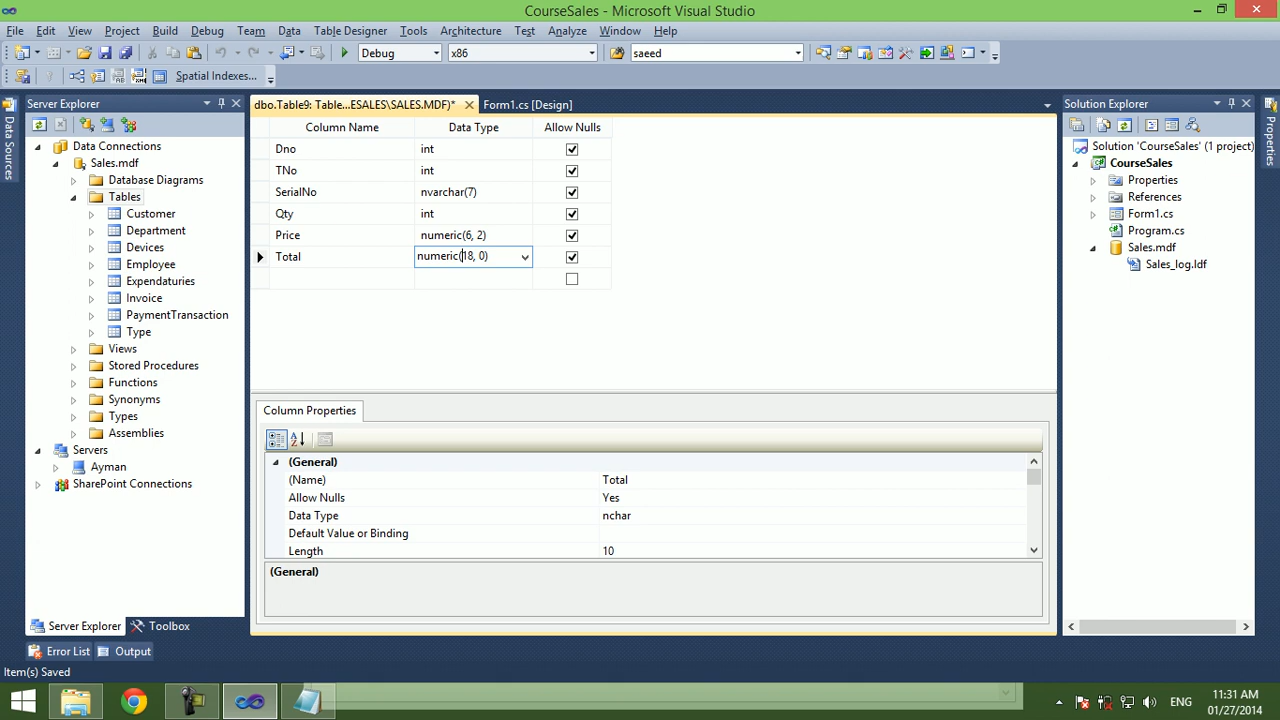 CourseSales - Microsoft Visual Studio
File Edit View Project Build Debug Team Data Table Designer Tools Architecture Test Analyze Window Help
Debug x86 saeed
Spatial Indexes...
Server Explorer
dbo.Table9: Table...ESALES\SALES.MDF)* Form1.cs [Design]
Solution Explorer
Data Sources
Properties
Data Connections
Sales.mdf
Database Diagrams
Tables
Customer
Department
Devices
Employee
Expendaturies
Invoice
PaymentTransaction
Type
Views
Stored Procedures
Functions
Synonyms
Types
Assemblies
Servers
Ayman
SharePoint Connections
Server Explorer Toolbox
Column Name Data Type Allow Nulls
Dno int
TNo int
SerialNo nvarchar(7)
Qty int
Price numeric(6, 2)
Total numeric(18, 0)
Column Properties
(General)
(Name) Total
Allow Nulls Yes
Data Type nchar
Default Value or Binding
Length 10
(General)
Solution 'CourseSales' (1 project)
CourseSales
Properties
References
Form1.cs
Program.cs
Sales.mdf
Sales_log.ldf
Error List Output
Item(s) Saved
ENG
11:31 AM
01/27/2014